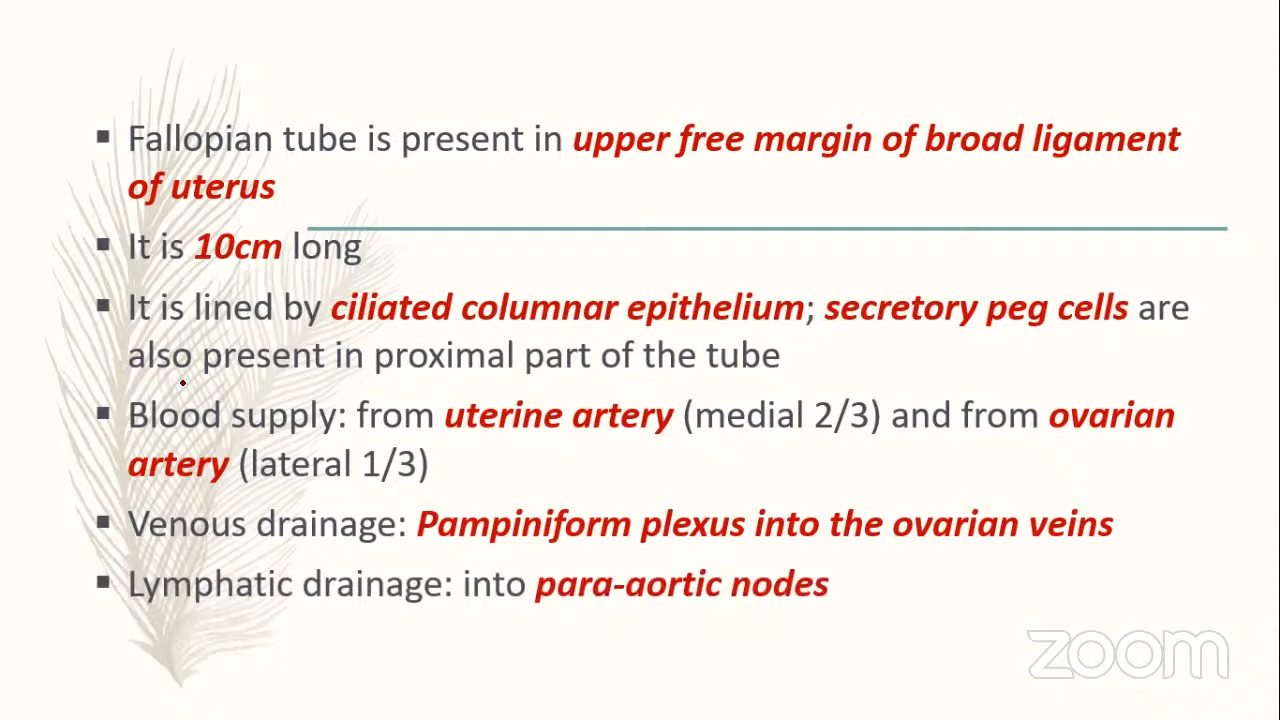 ▪ Fallopian tube is present in upper free margin of broad ligament
of uterus
▪ It is 10cm long
▪ It is lined by ciliated columnar epithelium; secretory peg cells are
also present in proximal part of the tube
▪ Blood supply: from uterine artery (medial 2/3) and from ovarian
artery (lateral 1/3)
▪ Venous drainage: Pampiniform plexus into the ovarian veins
▪ Lymphatic drainage: into para-aortic nodes
zoom